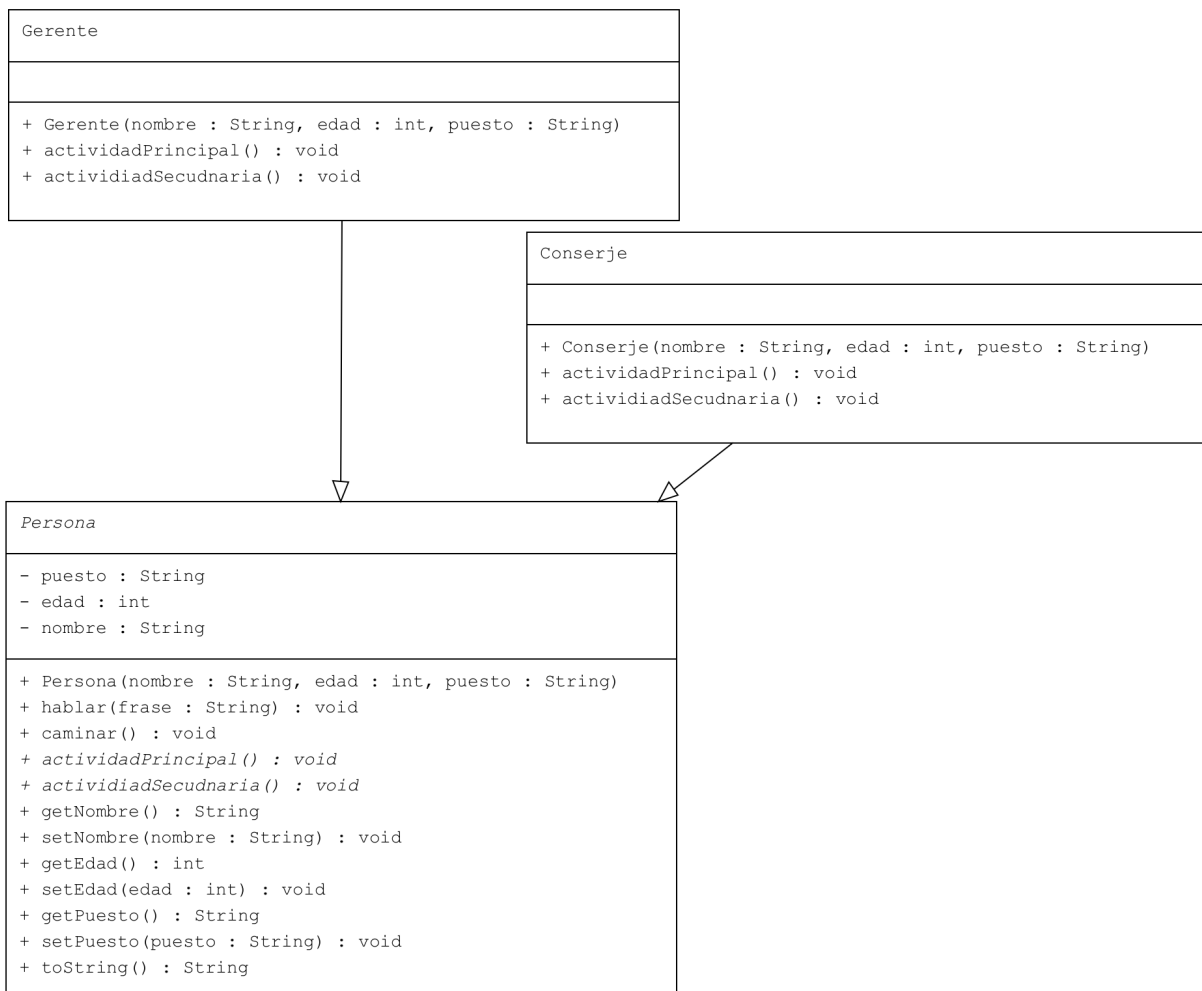 Gerente
+ Gerente(nombre : String, edad : int, puesto : String)
+ actividadPrincipal() : void
+ actividiadSecudnaria() : void
Conserje
+ Conserje(nombre : String, edad : int, puesto : String)
+ actividadPrincipal() : void
+ actividiadSecudnaria() : void
Persona
- puesto : String
- edad : int
- nombre : String
+ Persona(nombre : String, edad : int, puesto : String)
+ hablar(frase : String) : void
+ caminar() : void
+ actividadPrincipal() : void
+ actividiadSecudnaria() : void
+ getNombre() : String
+ setNombre(nombre : String) : void
+ getEdad() : int
+ setEdad(edad : int) : void
+ getPuesto() : String
+ setPuesto(puesto : String) : void
+ toString() : String